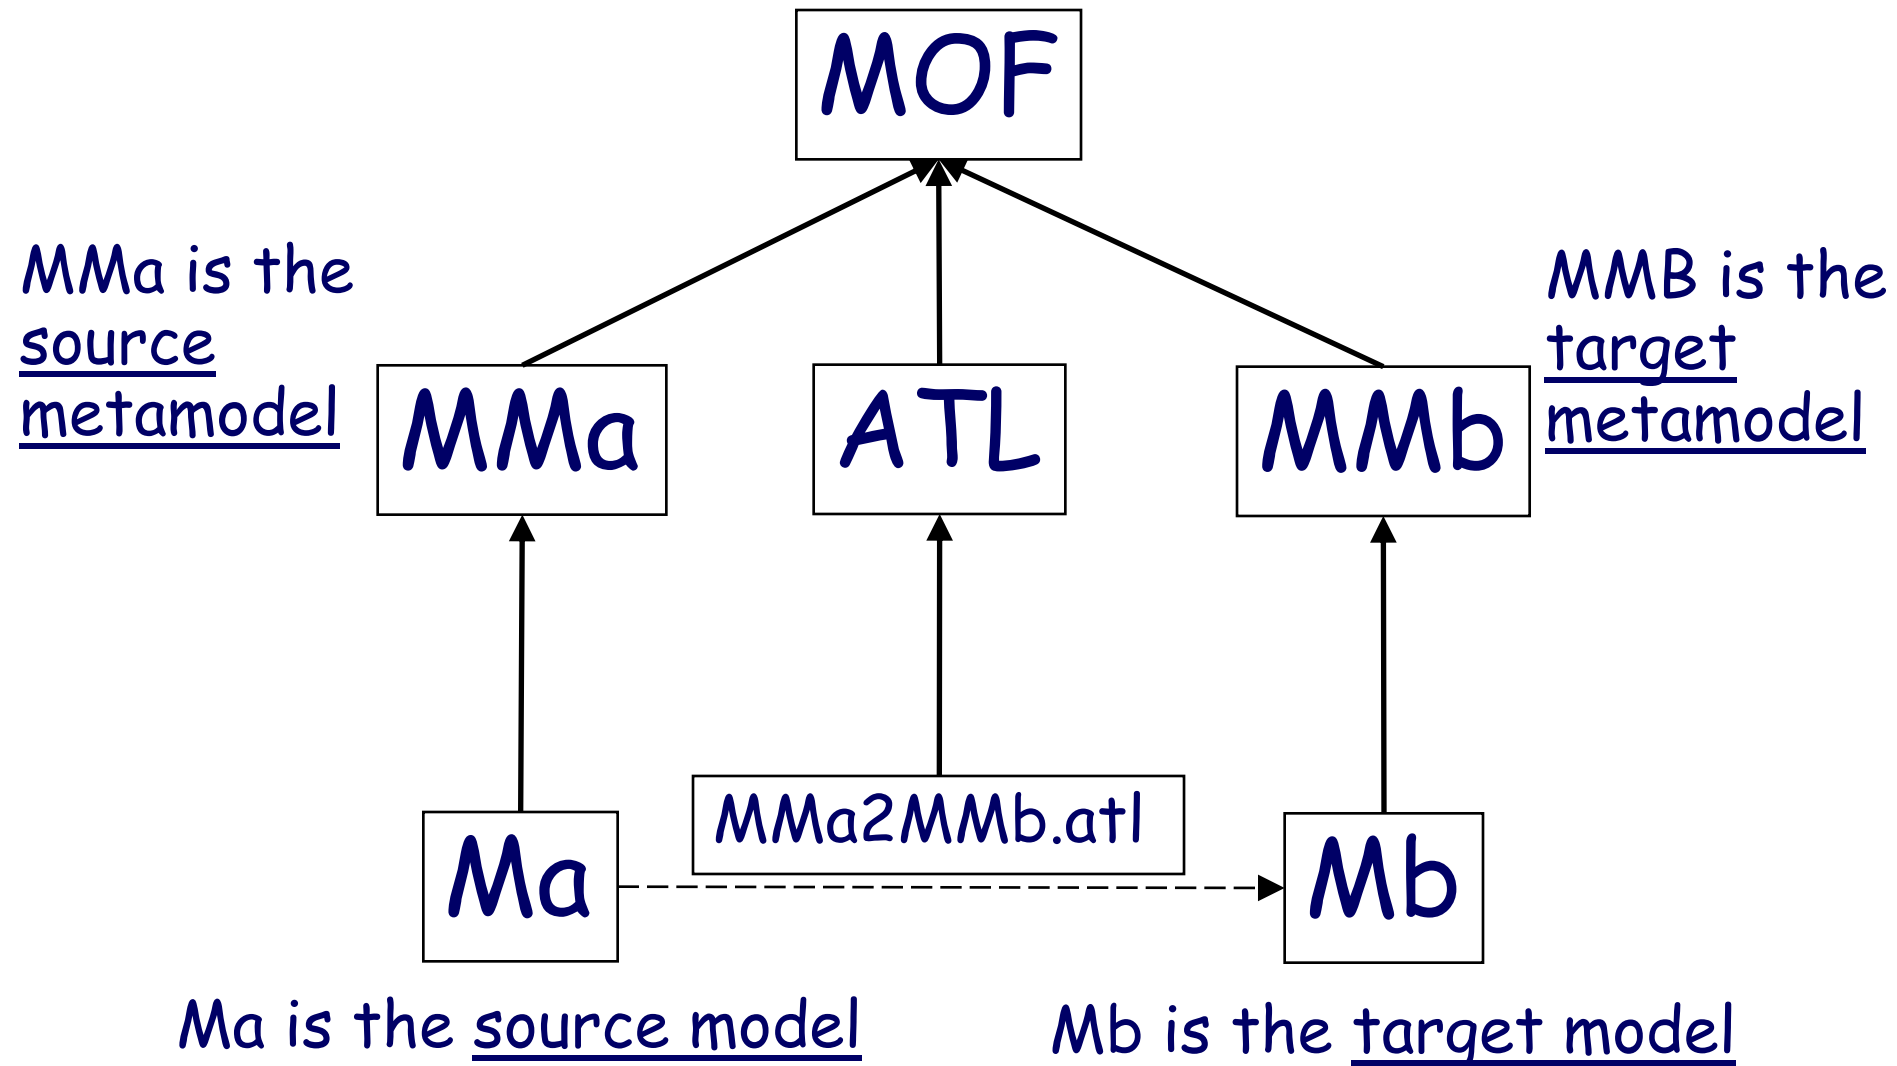 MOF
MMa is the
source
metamodel
MMB is the
target
metamodel
MMa
ATL
MMb
MMa2MMb.atl
Ma
Mb
Ma is the source model
Mb is the target model